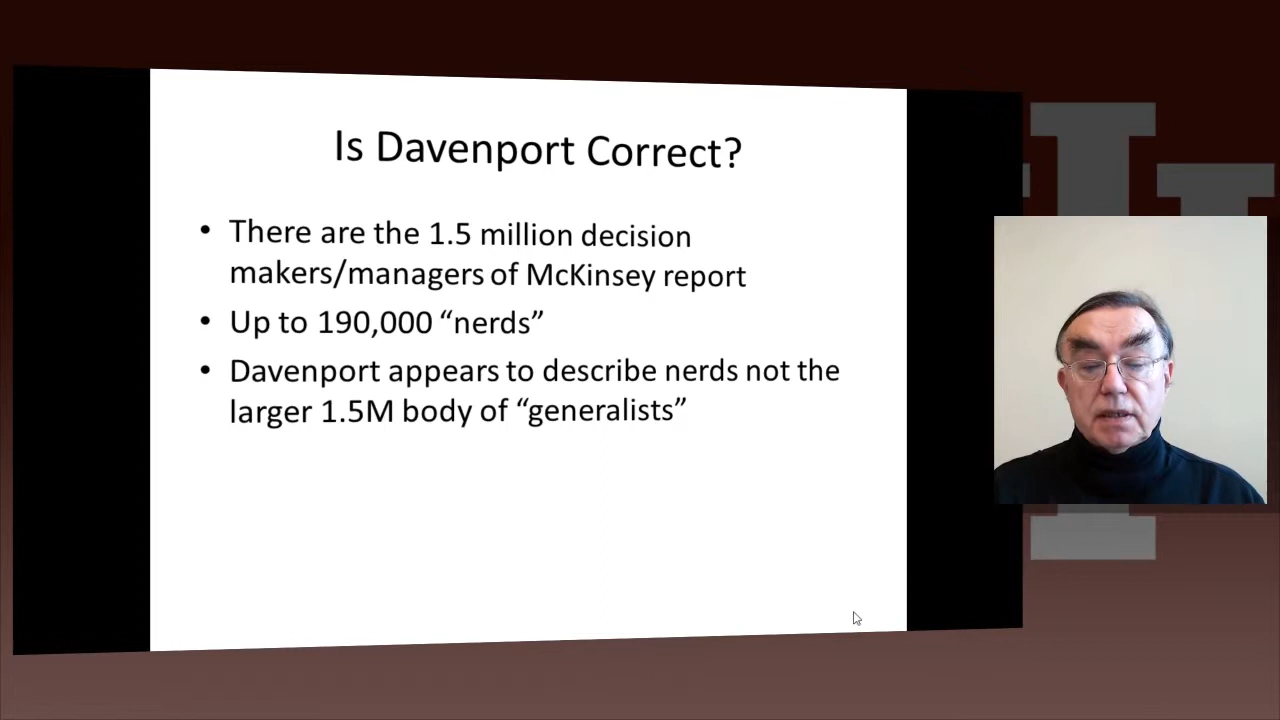 Is Davenport Correct?
• There are the 1.5 million decision
makers/managers of McKinsey report
• Up to 190,000 “nerds”
• Davenport appears to describe nerds not the
larger 1.5M body of “generalists”